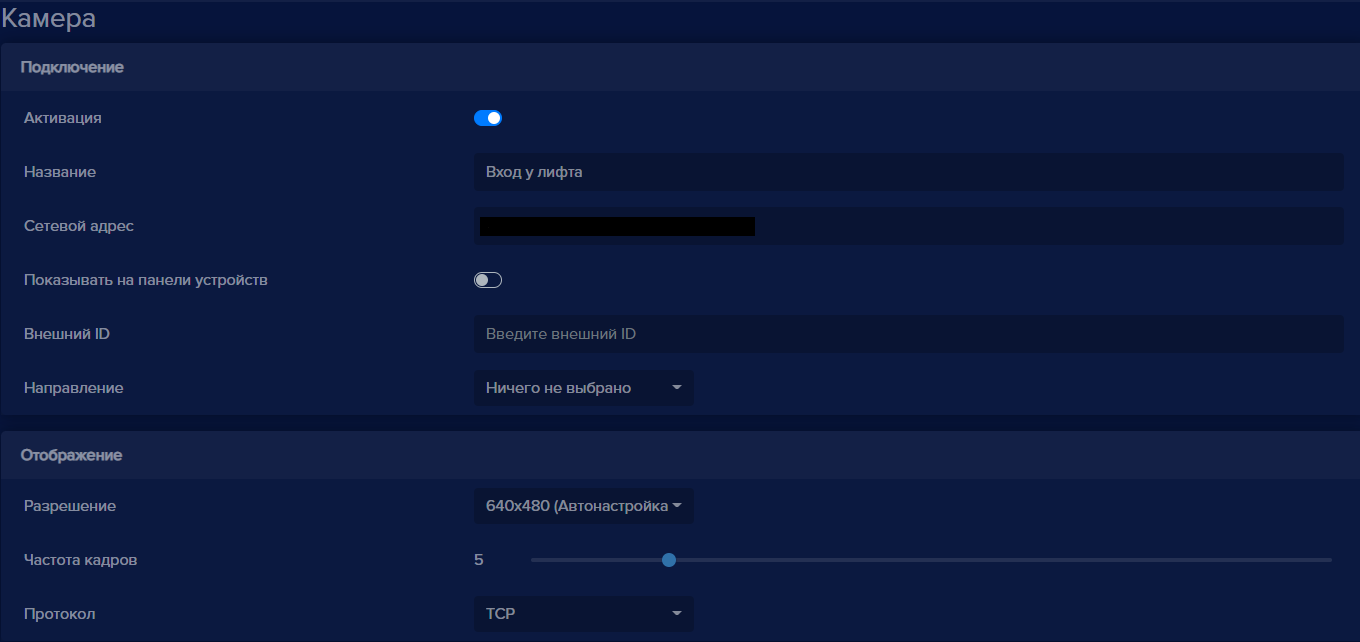 Камера
Подключение
Активация
Название Вход у лифта
Сетевой адрес
Показывать на панели устройств
Внешний ID Введите внешний ID
Направление Ничего не выбрано
Отображение
Разрешение 640x480 (Автонастройка
Частота кадров 5
Протокол TCP